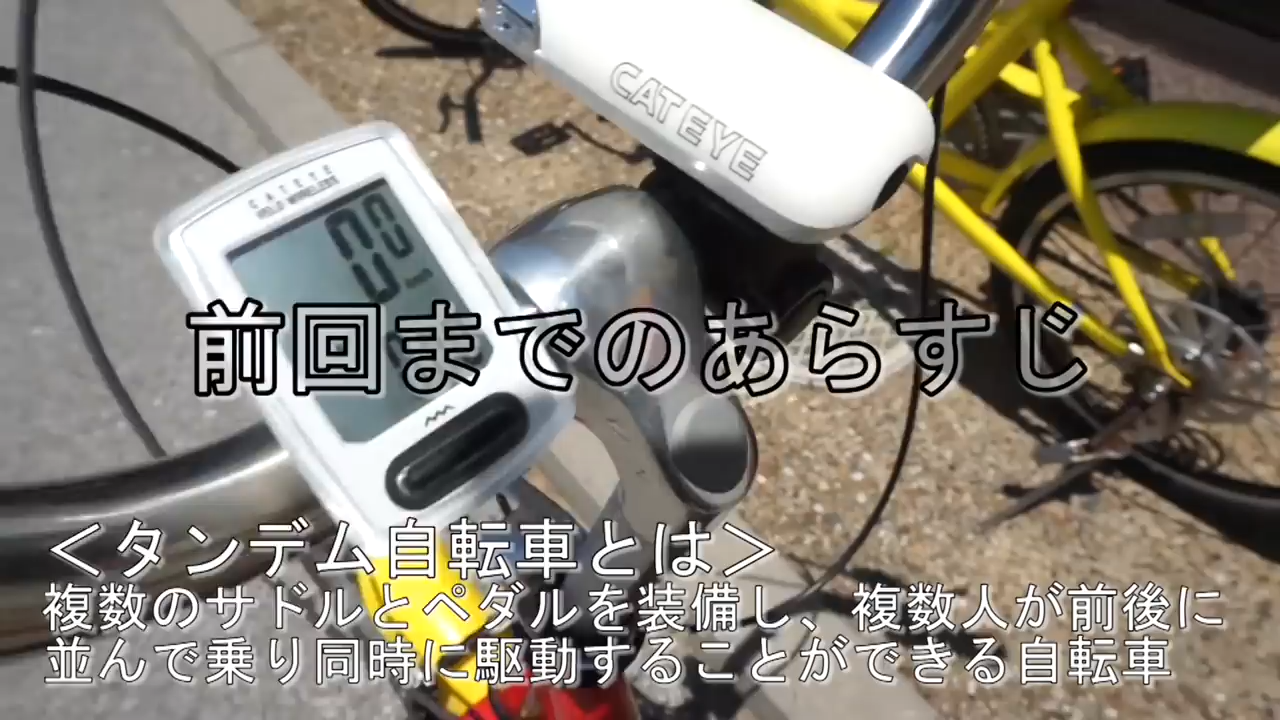 CATEYE
CATEYE
VELO WIRELESS
00
前回までのあらすじ
＜タンデム自転車とは＞
複数のサドルとペダルを装備し、複数人が前後に
並んで乗り同時に駆動することができる自転車